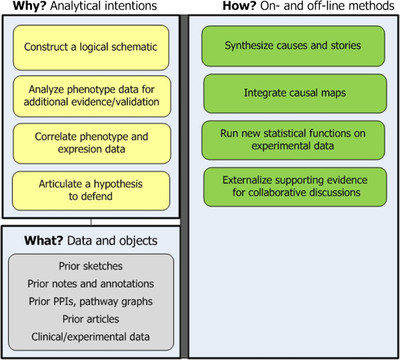 Why? Analytical intentions
Construct a logical schematic
Analyze phenotype data for
additional evidence/validation
Correlate phenotype and
expresion data
Articulate a hypothesis
to defend
What? Data and objects
Prior sketches
Prior notes and annotations
Prior PPIs, pathway graphs
Prior articles
Clinical/experimental data
How? On- and off-line methods
Synthesize causes and stories
Integrate causal maps
Run new statistical functions on
experimental data
Externalize supporting evidence
for collaborative discussions